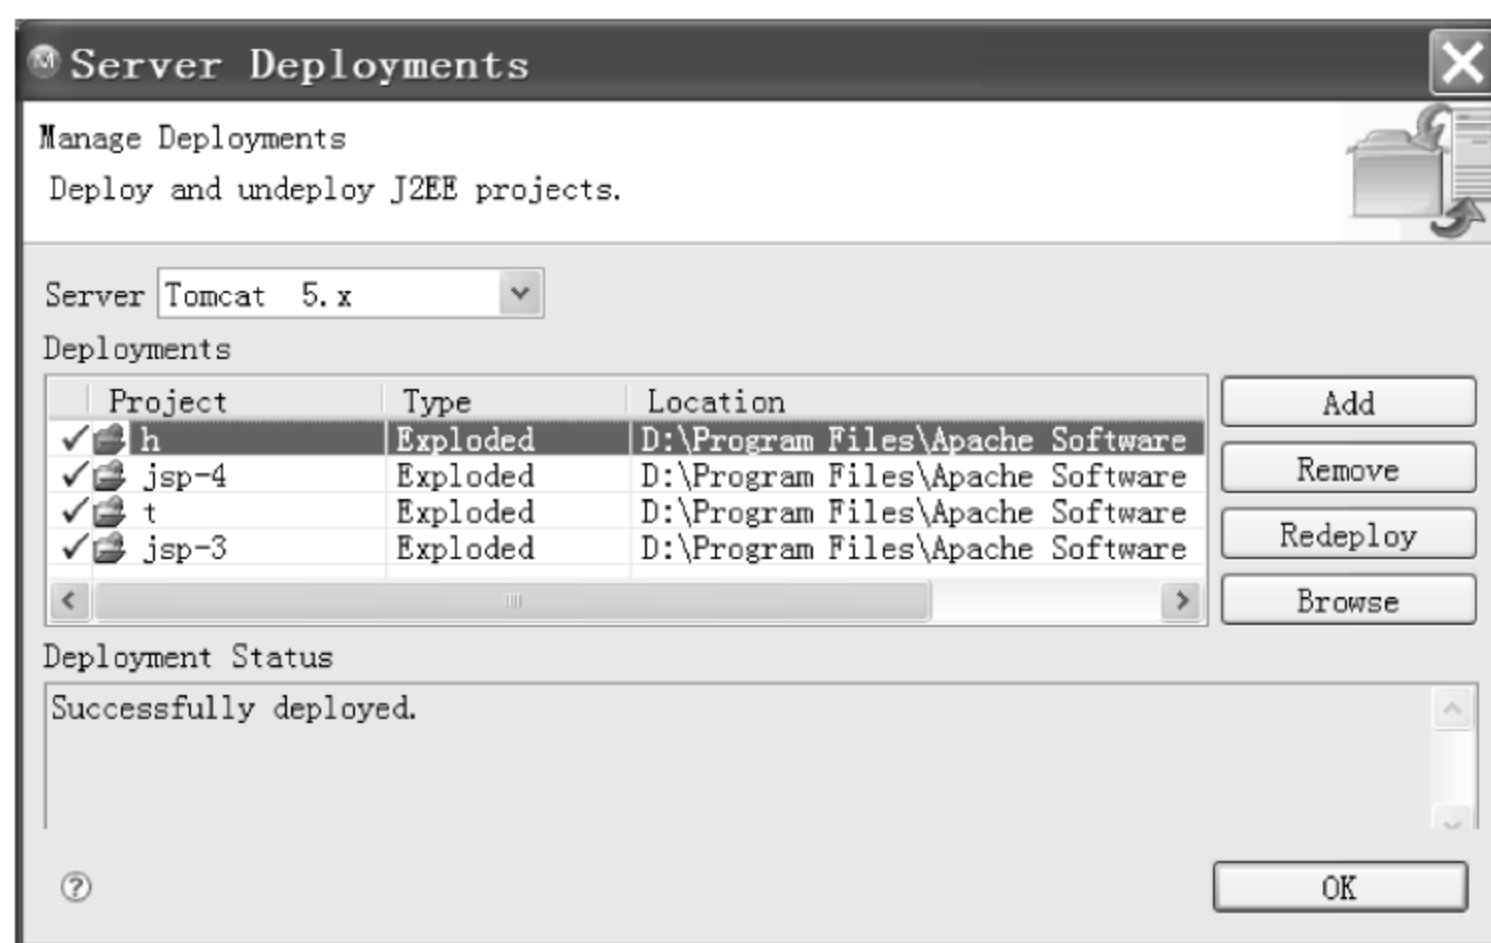 Server Deployments
Manage Deployments
Deploy and undeploy J2EE projects.
Server Tomcat 5.x
Deployments
Project Type Location
h Exploded D:\Program Files\Apache Software
jsp-4 Exploded D:\Program Files\Apache Software
t Exploded D:\Program Files\Apache Software
jsp-3 Exploded D:\Program Files\Apache Software
Add
Remove
Redeploy
Browse
Deployment Status
Successfully deployed.
OK